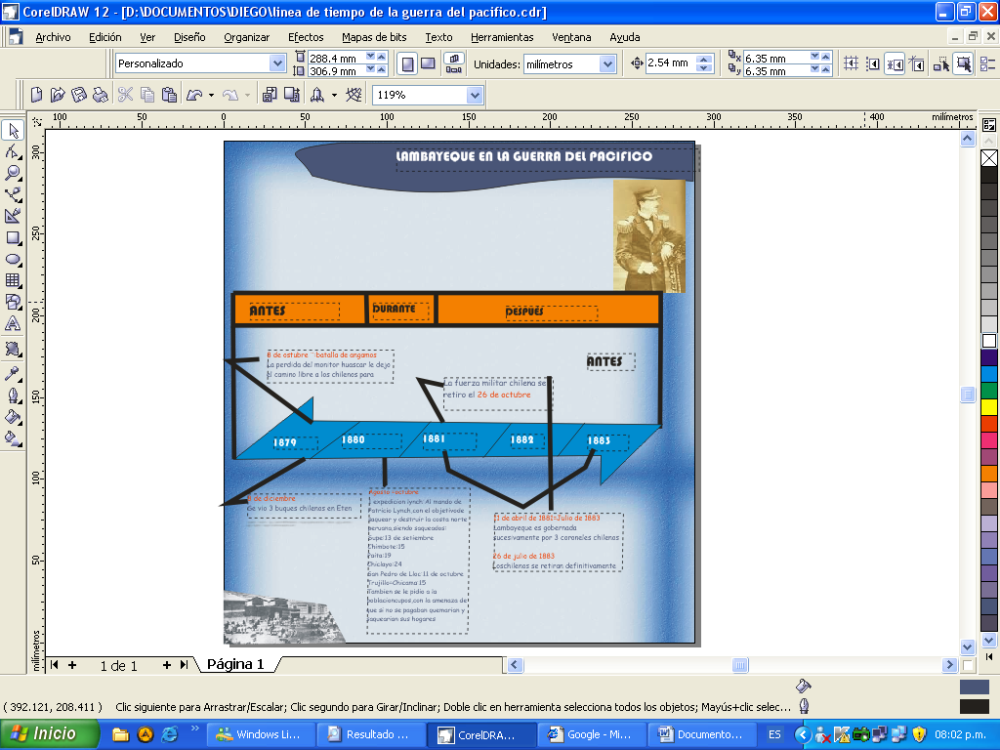 CorelDRAW 12 - [D:\DOCUMENTOS\DIEGO\linea de tiempo de la guerra del pacifico.cdr]
Archivo Edición Ver Diseño Organizar Efectos Mapas de bits Texto Herramientas Ventana Ayuda
Personalizado 288.4 mm 306.9 mm Unidades: milímetros 2.54 mm 6.35 mm 6.35 mm
119%
100 50 0 50 100 150 200 250 300 350 400 milímetros
300
250
200
150
100
50
milímetros
LAMBAYEQUE EN LA GUERRA DEL PACIFICO
ANTES DURANTE DESPUÉS
8 de ostubre batalla de angamos
La perdida del monitor huascar le dejo
el camino libre a los chilenos para
ANTES
La fuerza militar chilena se
retiro el 26 de octubre
1879 1880 1881 1882 1883
de diciembre
Se vio 3 buques chilenos en Eten
Agosto-octubre
expedicion lynch: Al mando de
Patricio Lynch,con el objetivode
saquear y destruir la costa norte
peruana,siendo saqueados:
Supe:13 de setiembre
Chimbote:15
Paita:19
Chiclayo:24
San Pedro de Lloc:11 de octubre
Trujillo-Chicama:15
Tambien se le pidio a la
poblacioncupos,con la amenaza de
que si no se pagaban quemarian y
saquearian sus hogares
11 de abril de 1881-Julio de 1883
Lambayeque es gobernada
sucesivamente por 3 coroneles chilenos
26 de julio de 1883
Loschilenos se retiran definitivamente
1 de 1 Página 1
( 392.121, 208.411 ) Clic siguiente para Arrastrar/Escalar; Clic segundo para Girar/Inclinar; Doble clic en herramienta selecciona todos los objetos; Mayús+clic selec...
Inicio Windows Li... Resultado ... CorelDRA... Google - Mi... Documento... ES 08:02 p.m.